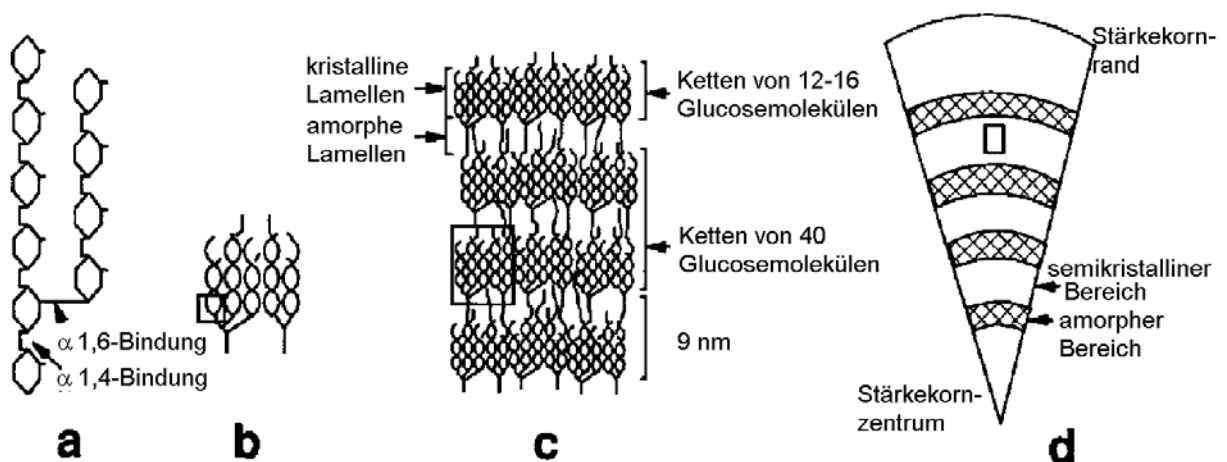 kristalline
Lamellen
amorphe
Lamellen
Ketten von 12-16
Glucosemolekülen
Ketten von 40
Glucosemolekülen
9 nm
α 1,6-Bindung
α 1,4-Bindung
Stärkekorn-
rand
semikristalliner
Bereich
amorpher
Bereich
Stärkekorn-
zentrum
a
b
c
d